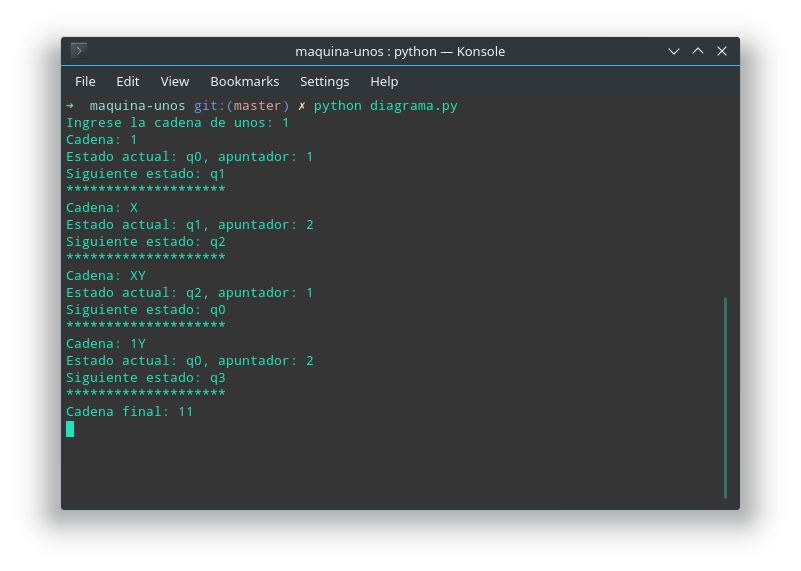 maquina-unos : python — Konsole
File Edit View Bookmarks Settings Help
➜ maquina-unos git:(master) ✗ python diagrama.py
Ingrese la cadena de unos: 1
Cadena: 1
Estado actual: q0, apuntador: 1
Siguiente estado: q1
********************
Cadena: X
Estado actual: q1, apuntador: 2
Siguiente estado: q2
********************
Cadena: XY
Estado actual: q2, apuntador: 1
Siguiente estado: q0
********************
Cadena: 1Y
Estado actual: q0, apuntador: 2
Siguiente estado: q3
********************
Cadena final: 11